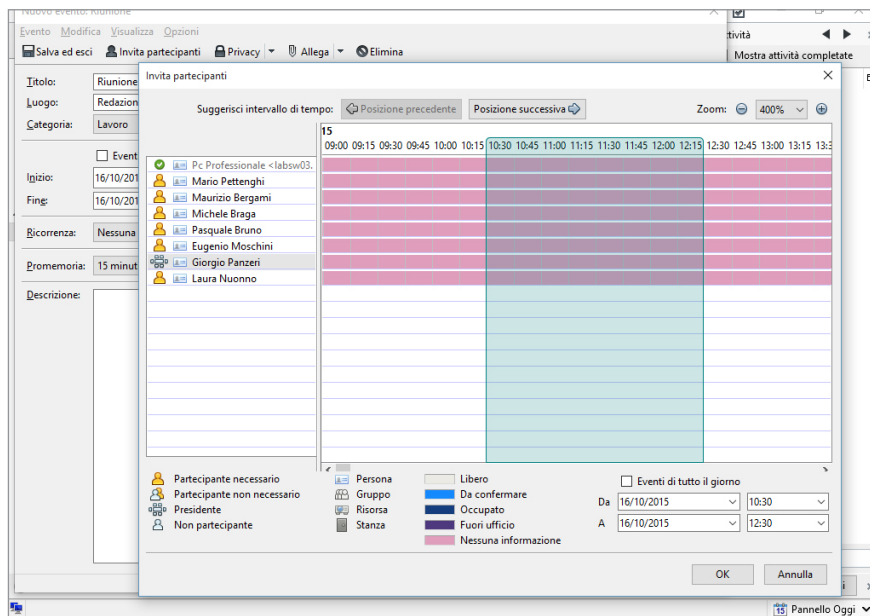 Nuovo evento: Riunione
Evento Modifica Visualizza Opzioni
Salva ed esci Invita partecipanti Privacy Allega Elimina
Titolo: Riunione
Luogo: Redazion
Categoria: Lavoro
Event
Inizio: 16/10/201
Fine: 16/10/201
Ricorrenza: Nessuna
Promemoria: 15 minut
Descrizione:
tività
Mostra attività completate
Invita partecipanti
Suggerisci intervallo di tempo: Posizione precedente Posizione successiva Zoom: 400%
15
09:00 09:15 09:30 09:45 10:00 10:15 10:30 10:45 11:00 11:15 11:30 11:45 12:00 12:15 12:30 12:45 13:00 13:15 13:3
Pc Professionale <labsw03.
Mario Pettenghi
Maurizio Bergami
Michele Braga
Pasquale Bruno
Eugenio Moschini
Giorgio Panzeri
Laura Nuonno
Partecipante necessario
Partecipante non necessario
Presidente
Non partecipante
Persona
Gruppo
Risorsa
Stanza
Libero
Da confermare
Occupato
Fuori ufficio
Nessuna informazione
Eventi di tutto il giorno
Da 16/10/2015 10:30
A 16/10/2015 12:30
OK Annulla
15 Pannello Oggi